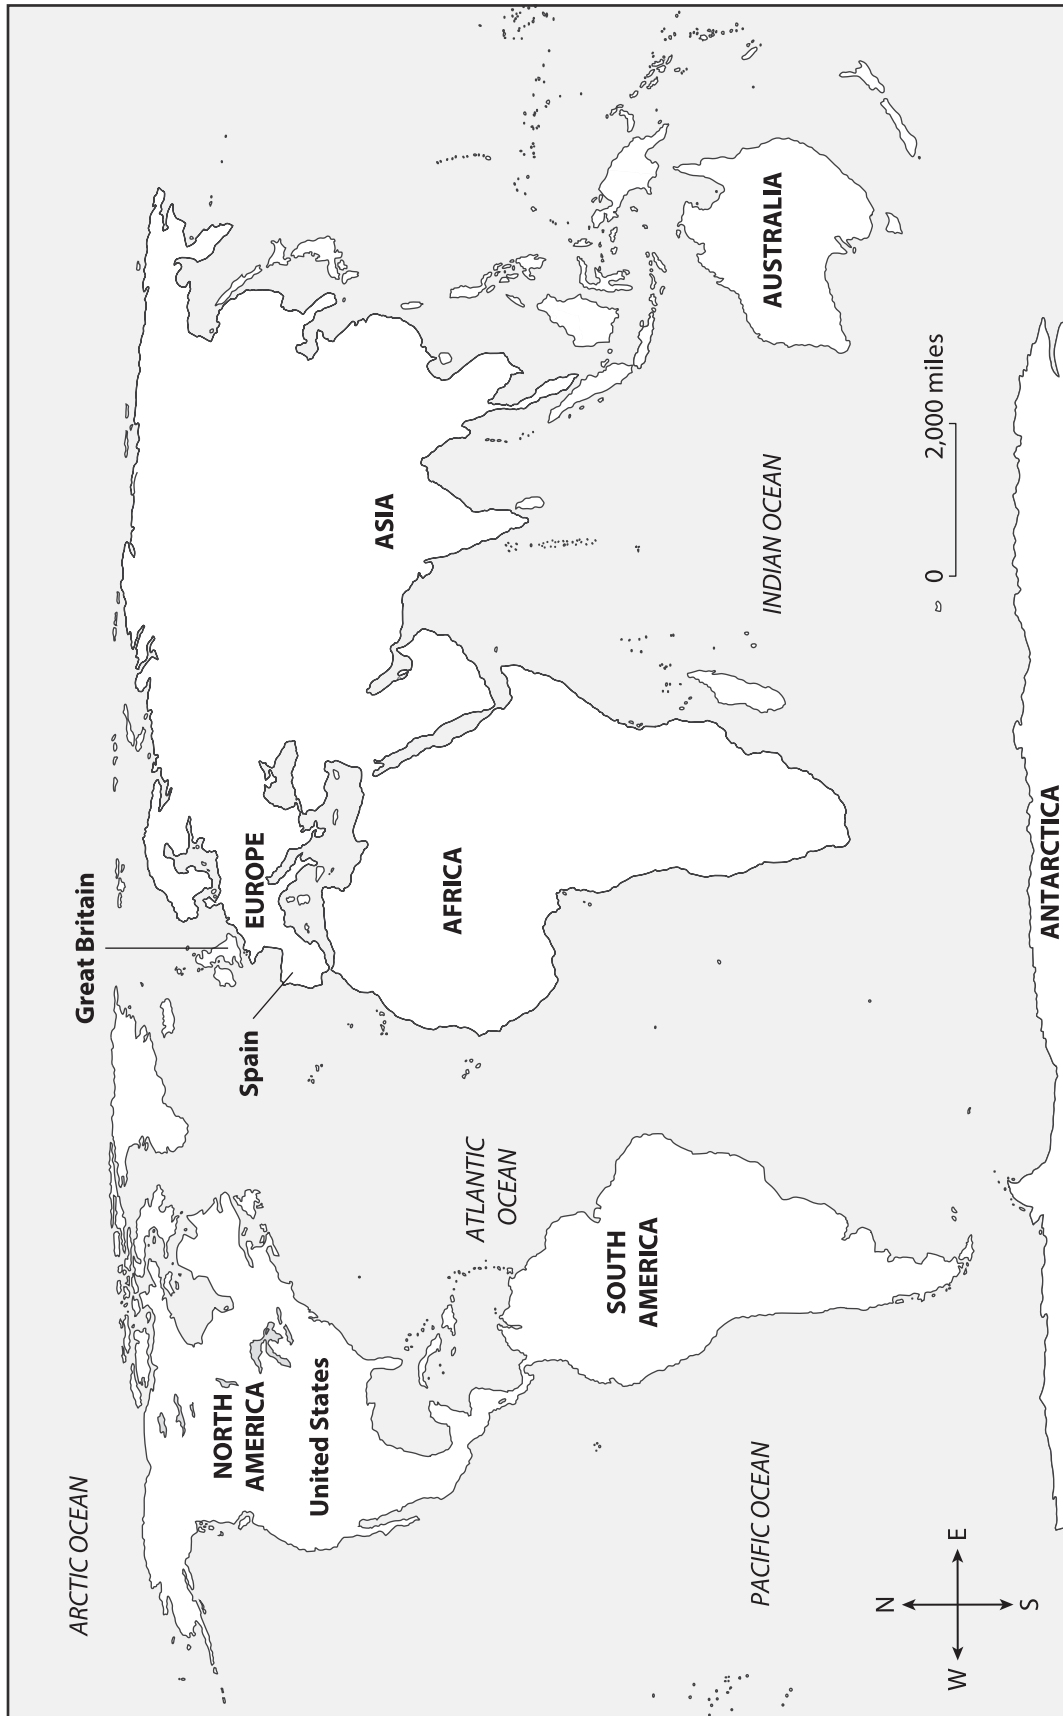 ARCTIC OCEAN
Great Britain
NORTH
AMERICA
United States
Spain
EUROPE
ASIA
ATLANTIC
OCEAN
AFRICA
SOUTH
AMERICA
PACIFIC OCEAN
INDIAN OCEAN
AUSTRALIA
N
W
E
S
0
2,000 miles
ANTARCTICA